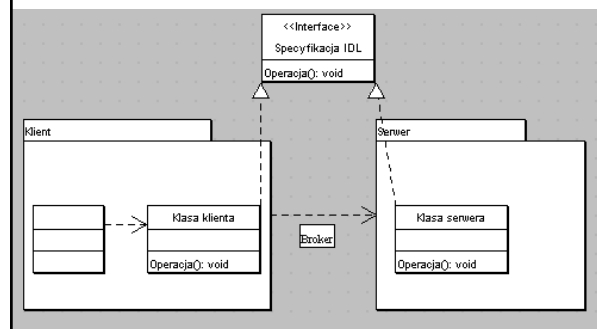 <<Interface>>
Specyfikacja IDL
Operacja(): void
Klient
Serwer
Klasa klienta
Klasa serwera
Broker
Operacja(): void
Operacja(): void